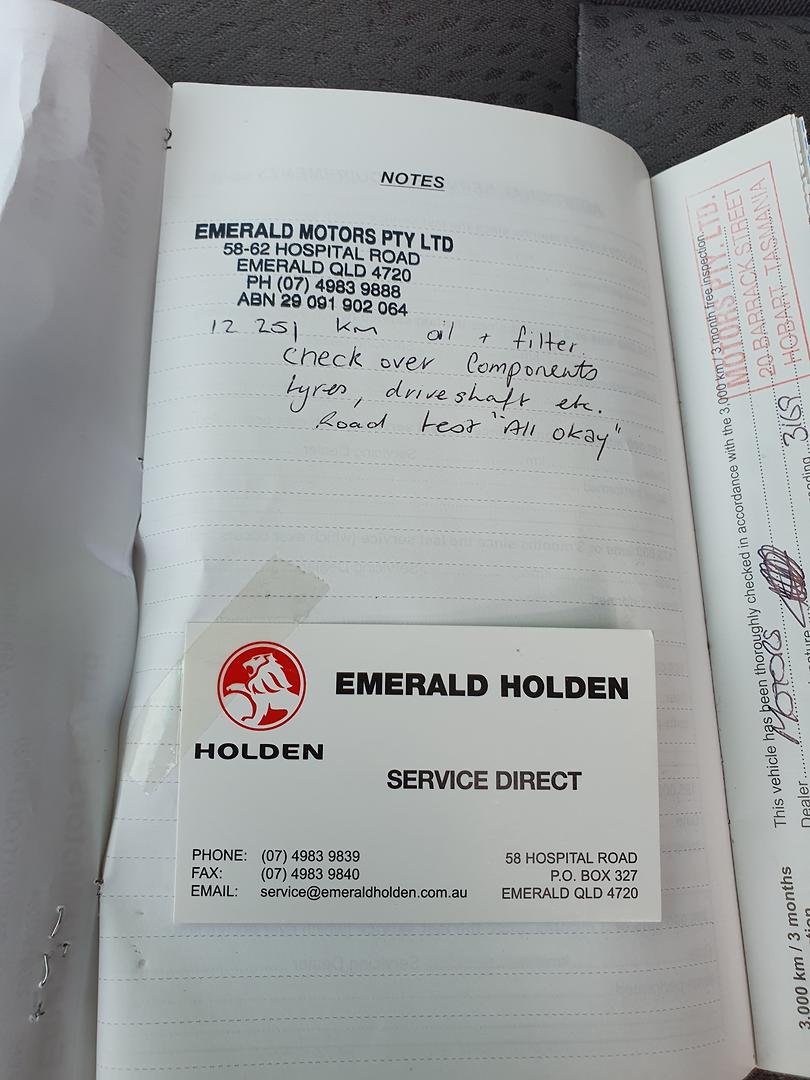 NOTES
EMERALD MOTORS PTY LTD
58-62 HOSPITAL ROAD
EMERALD QLD 4720
PH (07) 4983 9888
ABN 29 091 902 064
12 251 km oil + filter
Check over Components
tyres, driveshaft etc.
Road test "All okay"
EMERALD HOLDEN
HOLDEN
SERVICE DIRECT
PHONE: (07) 4983 9839
FAX: (07) 4983 9840
EMAIL: service@emeraldholden.com.au
58 HOSPITAL ROAD
P.O. BOX 327
EMERALD QLD 4720
MOTORS PTY. LTD.
20 BARRACK STREET
HOBART, TASMANIA
This vehicle has been thoroughly checked in accordance with the 3,000 km / 3 month free inspection
Dealer
MOTORS
3169
3,000 km / 3 months